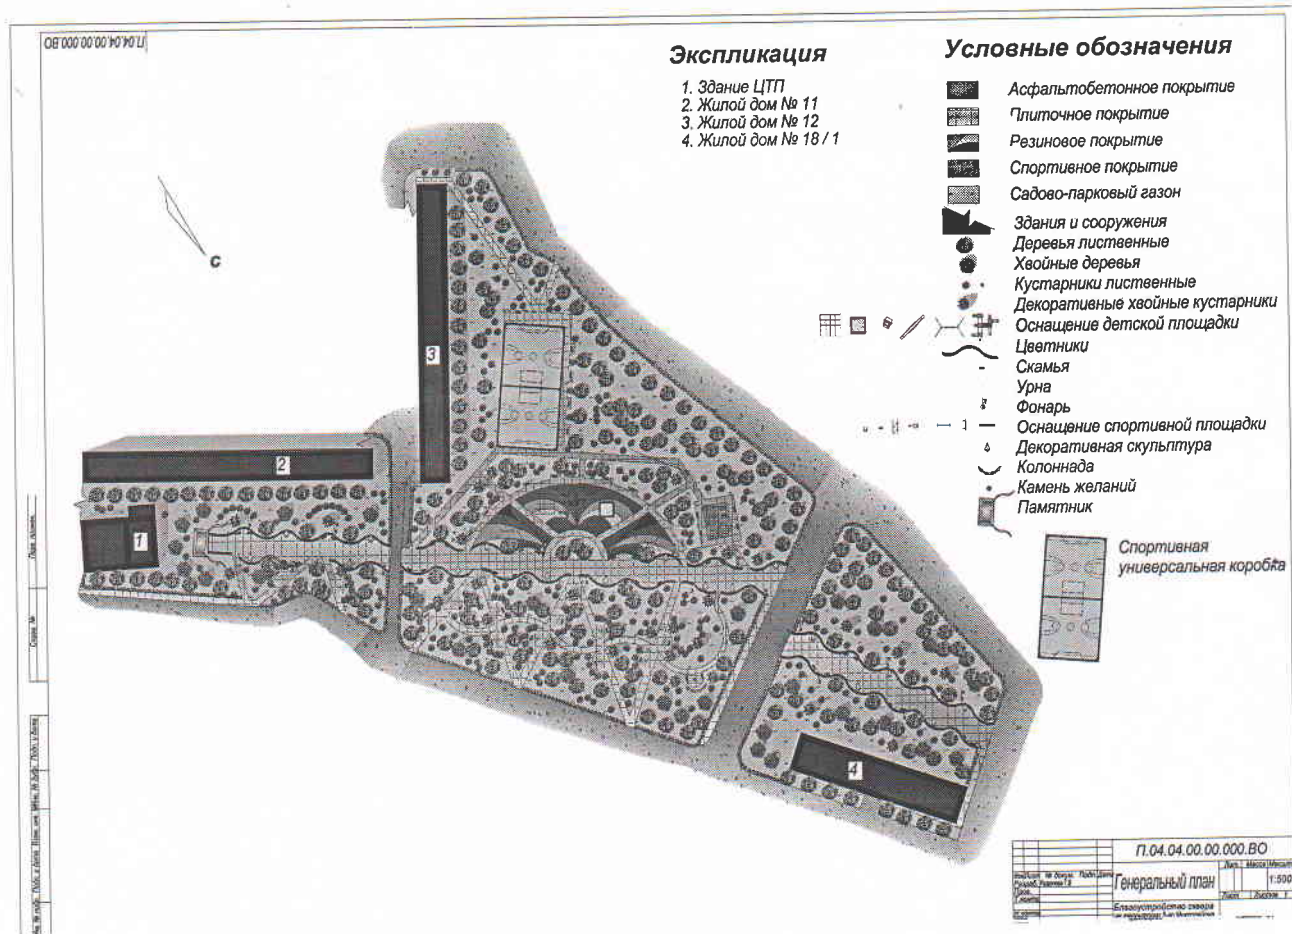 П.04.04.00.00.000.ВО
Экспликация
1. Здание ЦТП
2. Жилой дом № 11
3. Жилой дом № 12
4. Жилой дом № 18 / 1
Условные обозначения
Асфальтобетонное покрытие
Плиточное покрытие
Резиновое покрытие
Спортивное покрытие
Садово-парковый газон
Здания и сооружения
Деревья лиственные
Хвойные деревья
Кустарники лиственные
Декоративные хвойные кустарники
Оснащение детской площадки
Цветники
Скамья
Урна
Фонарь
Оснащение спортивной площадки
Декоративная скульптура
Колоннада
Камень желаний
Памятник
Спортивная
универсальная коробка
С
3
2
1
4
П.04.04.00.00.000.ВО
Генеральный план
1:500
Благоустройство сквера